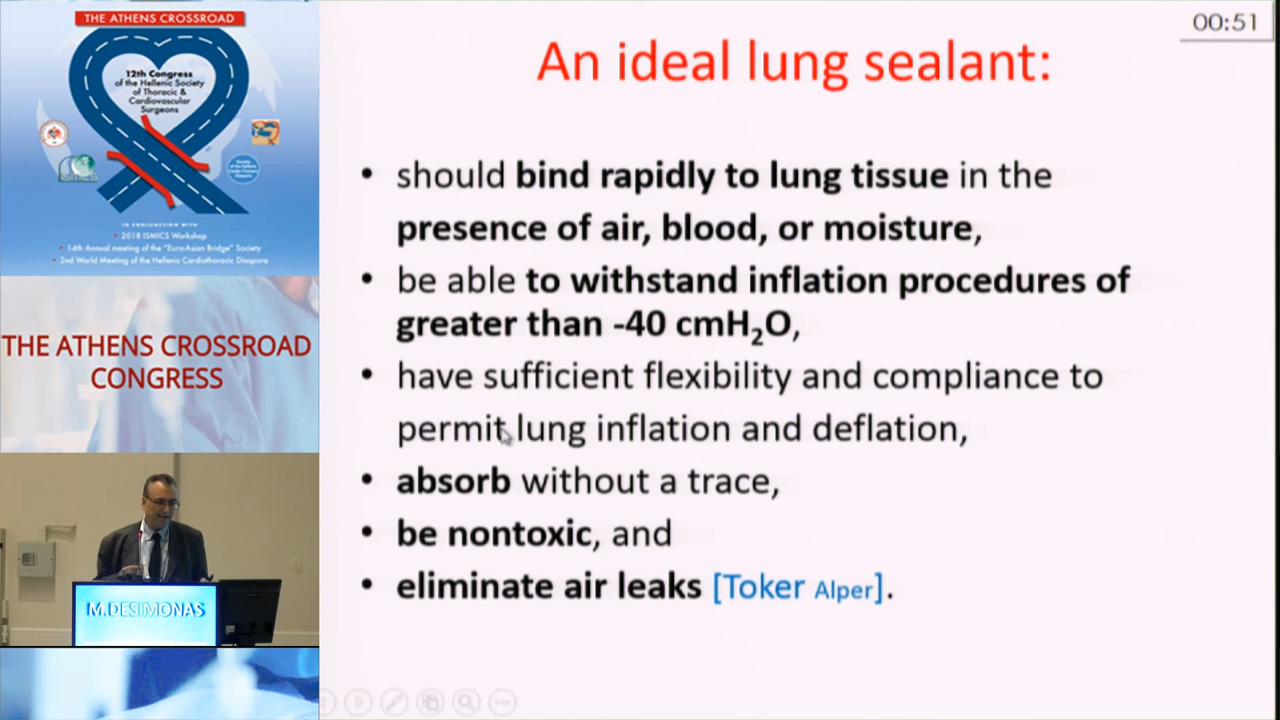 THE ATHENS CROSSROAD
12th Congress
of the Hellenic Society
of Thoracic &
Cardiovascular
Surgeons
IN CONJUNCTION WITH
• 2018 ISMICS Workshop
• 14th Annual meeting of the "Euro-Asian Bridge" Society
• 2nd World Meeting of the Hellenic Cardiothoracic Diaspora
THE ATHENS CROSSROAD
CONGRESS
M.DESIMONAS
00:51
An ideal lung sealant:
• should bind rapidly to lung tissue in the
presence of air, blood, or moisture,
• be able to withstand inflation procedures of
greater than -40 cmH₂O,
• have sufficient flexibility and compliance to
permit lung inflation and deflation,
• absorb without a trace,
• be nontoxic, and
• eliminate air leaks [Toker Alper].